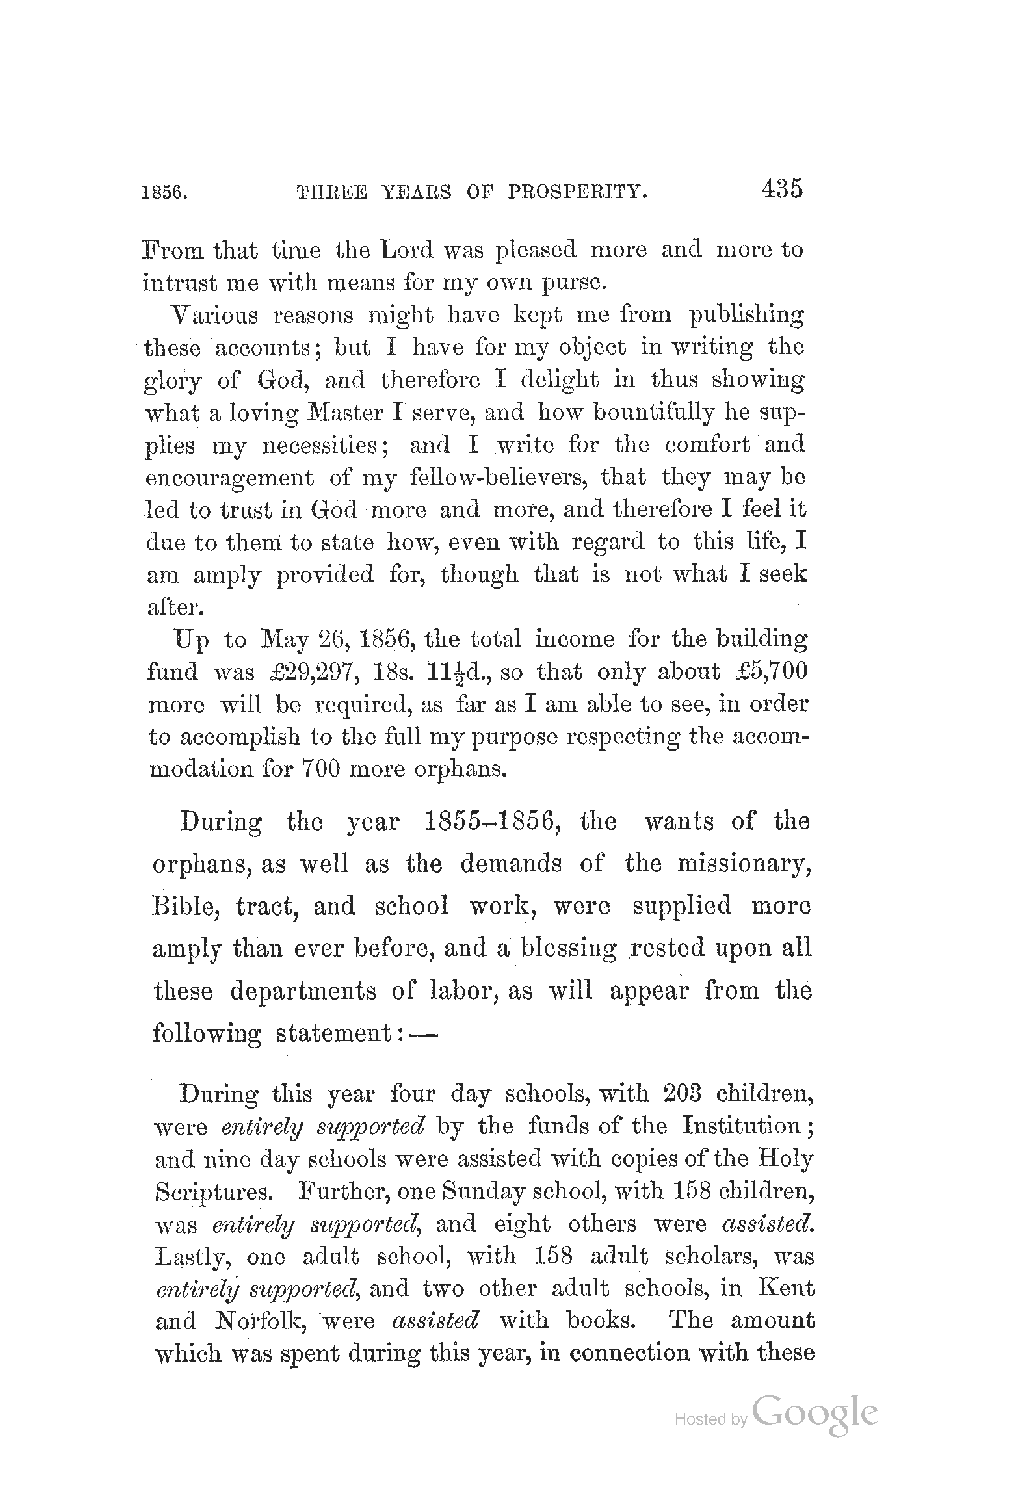 1856. THREE YEARS OF PROSPERITY. 435
From that time the Lord was pleased more and more to
intrust me with means for my own purse.
Various reasons might have kept me from publishing
these accounts; but I have for my object in writing the
glory of God, and therefore I delight in thus showing
what a loving Master I serve, and how bountifully he sup-
plies my necessities; and I write for the comfort and
encouragement of my fellow-believers, that they may be
led to trust in God more and more, and therefore I feel it
due to them to state how, even with regard to this life, I
am amply provided for, though that is not what I seek
after.
Up to May 26, 1856, the total income for the building
fund was £29,297, 18s. 11½d., so that only about £5,700
more will be required, as far as I am able to see, in order
to accomplish to the full my purpose respecting the accom-
modation for 700 more orphans.
During the year 1855–1856, the wants of the
orphans, as well as the demands of the missionary,
Bible, tract, and school work, were supplied more
amply than ever before, and a blessing rested upon all
these departments of labor, as will appear from the
following statement:—
During this year four day schools, with 203 children,
were entirely supported by the funds of the Institution;
and nine day schools were assisted with copies of the Holy
Scriptures. Further, one Sunday school, with 158 children,
was entirely supported, and eight others were assisted.
Lastly, one adult school, with 158 adult scholars, was
entirely supported, and two other adult schools, in Kent
and Norfolk, were assisted with books. The amount
which was spent during this year, in connection with these
Hosted by Google